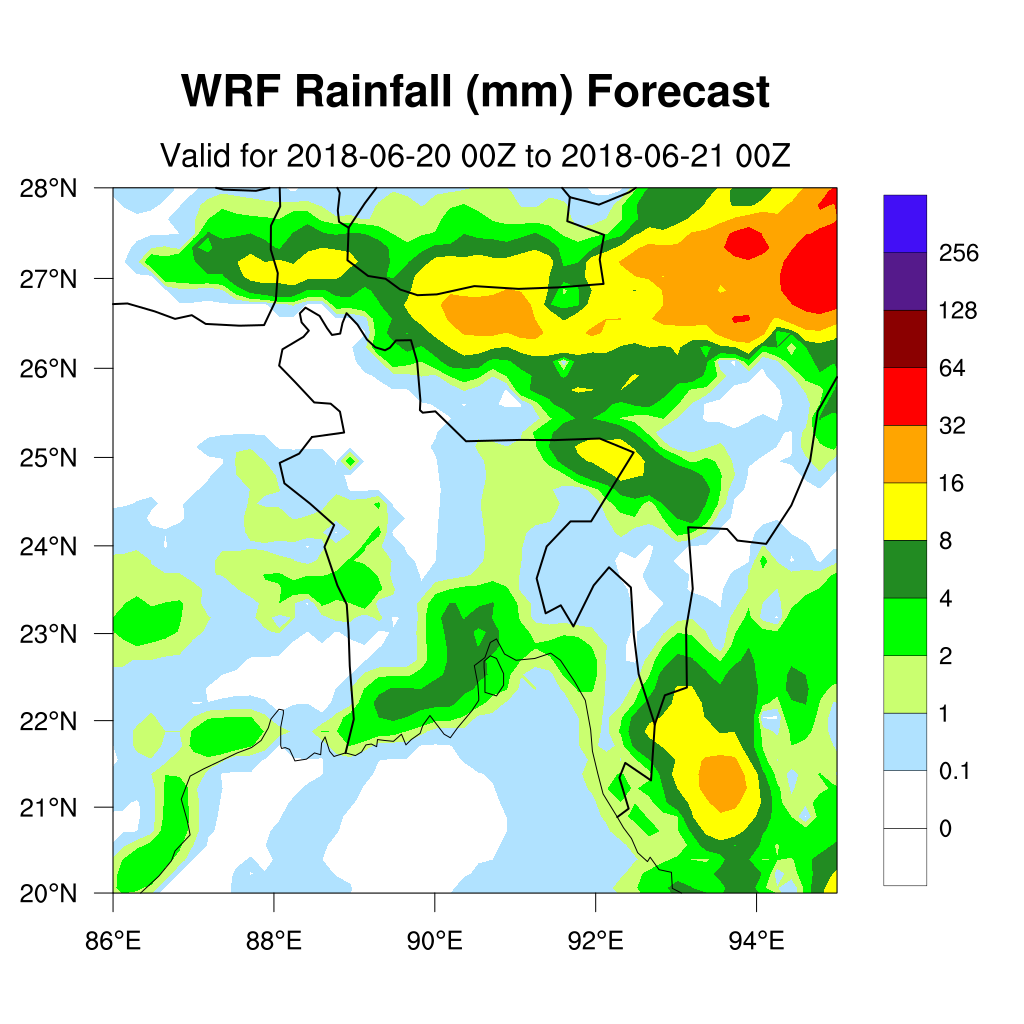 WRF Rainfall (mm) Forecast
Valid for 2018-06-20 00Z to 2018-06-21 00Z
28°N
27°N
26°N
25°N
24°N
23°N
22°N
21°N
20°N
86°E 88°E 90°E 92°E 94°E
256
128
64
32
16
8
4
2
1
0.1
0